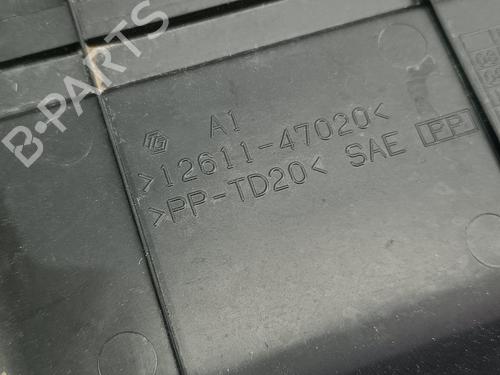 B-PARTS
A1
>12611-47020<
>PP-TD20< SAE PP